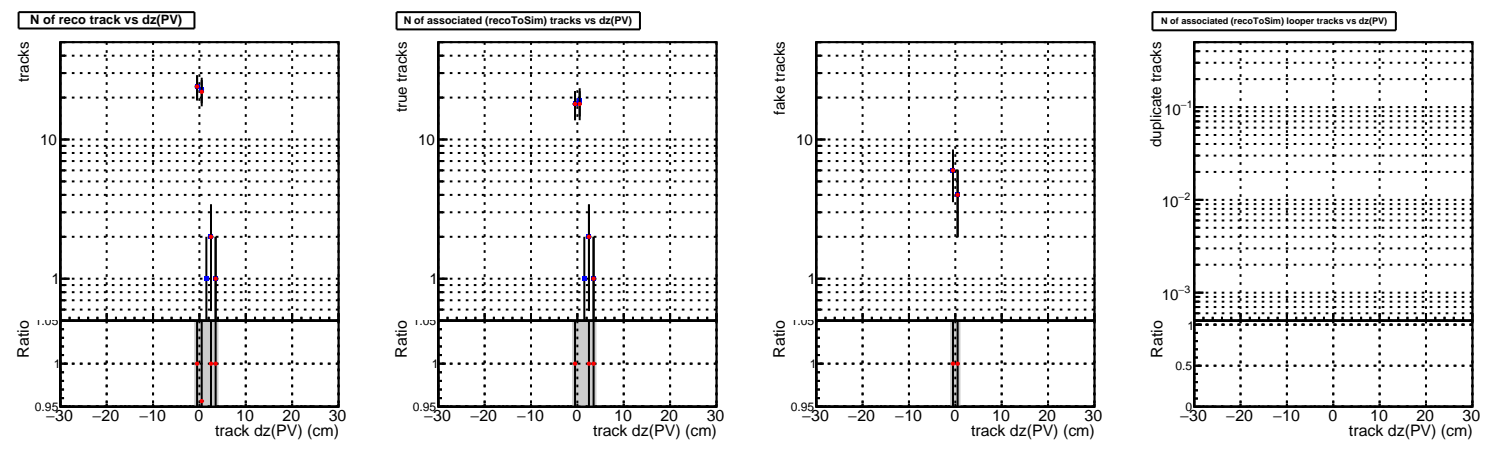 N of reco track vs dz(PV)
tracks
10
1
Ratio
1.05
1
0.95
−30 −20 −10 0 10 20 30
track dz(PV) (cm)
N of associated (recoToSim) tracks vs dz(PV)
true tracks
10
1
Ratio
1.05
1
0.95
−30 −20 −10 0 10 20 30
track dz(PV) (cm)
fake tracks
10
1
Ratio
1.05
1
0.95
−30 −20 −10 0 10 20 30
track dz(PV) (cm)
N of associated (recoToSim) looper tracks vs dz(PV)
duplicate tracks
10⁻¹
10⁻²
10⁻³
Ratio
1
0.5
0
−30 −20 −10 0 10 20 30
track dz(PV) (cm)